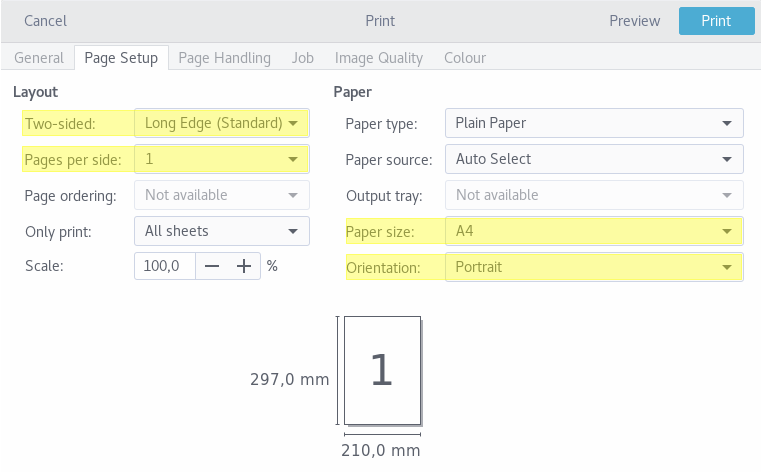 Cancel Print Preview Print
General Page Setup Page Handling Job Image Quality Colour
Layout
Two-sided: Long Edge (Standard)
Pages per side: 1
Page ordering: Not available
Only print: All sheets
Scale: 100,0 %
Paper
Paper type: Plain Paper
Paper source: Auto Select
Output tray: Not available
Paper size: A4
Orientation: Portrait
1
297,0 mm
210,0 mm